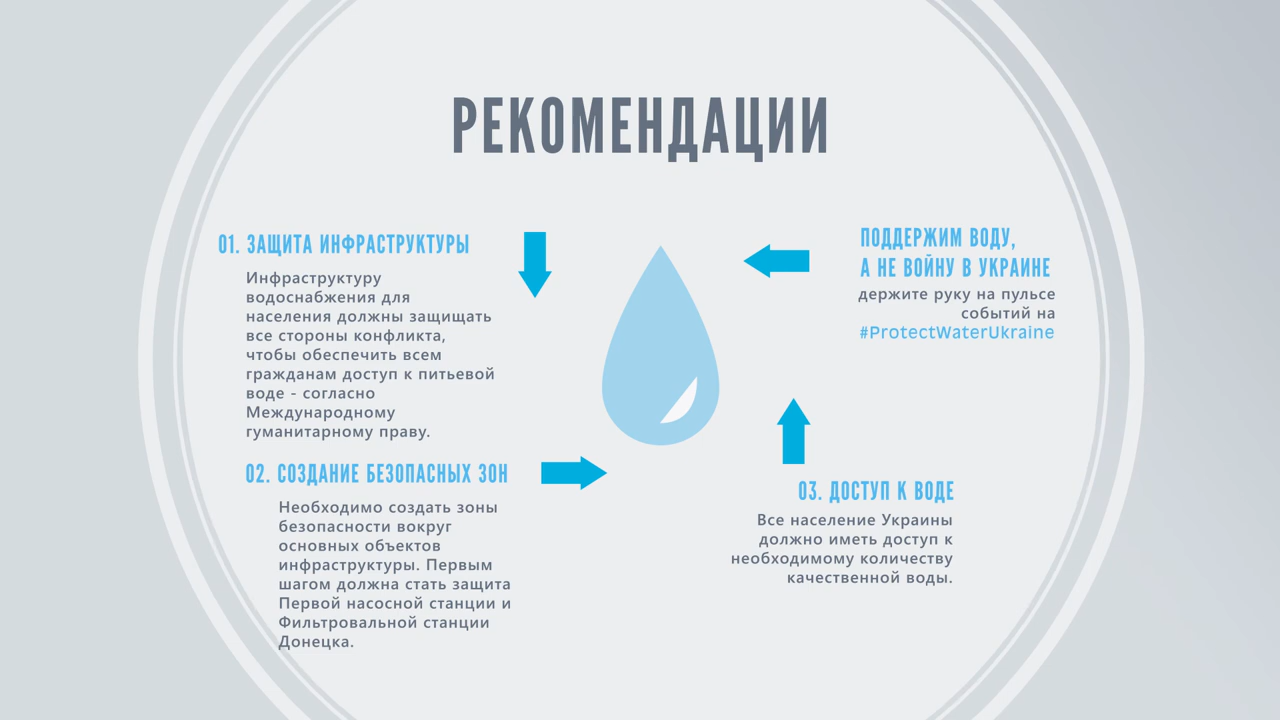 РЕКОМЕНДАЦИИ
01. ЗАЩИТА ИНФРАСТРУКТУРЫ
Инфраструктуру
водоснабжения для
населения должны защищать
все стороны конфликта,
чтобы обеспечить всем
гражданам доступ к питьевой
воде - согласно
Международному
гуманитарному праву.
02. СОЗДАНИЕ БЕЗОПАСНЫХ ЗОН
Необходимо создать зоны
безопасности вокруг
основных объектов
инфраструктуры. Первым
шагом должна стать защита
Первой насосной станции и
Фильтровальной станции
Донецка.
ПОДДЕРЖИМ ВОДУ,
А НЕ ВОЙНУ В УКРАИНЕ
держите руку на пульсе
событий на
#ProtectWaterUkraine
03. ДОСТУП К ВОДЕ
Все население Украины
должно иметь доступ к
необходимому количеству
качественной воды.